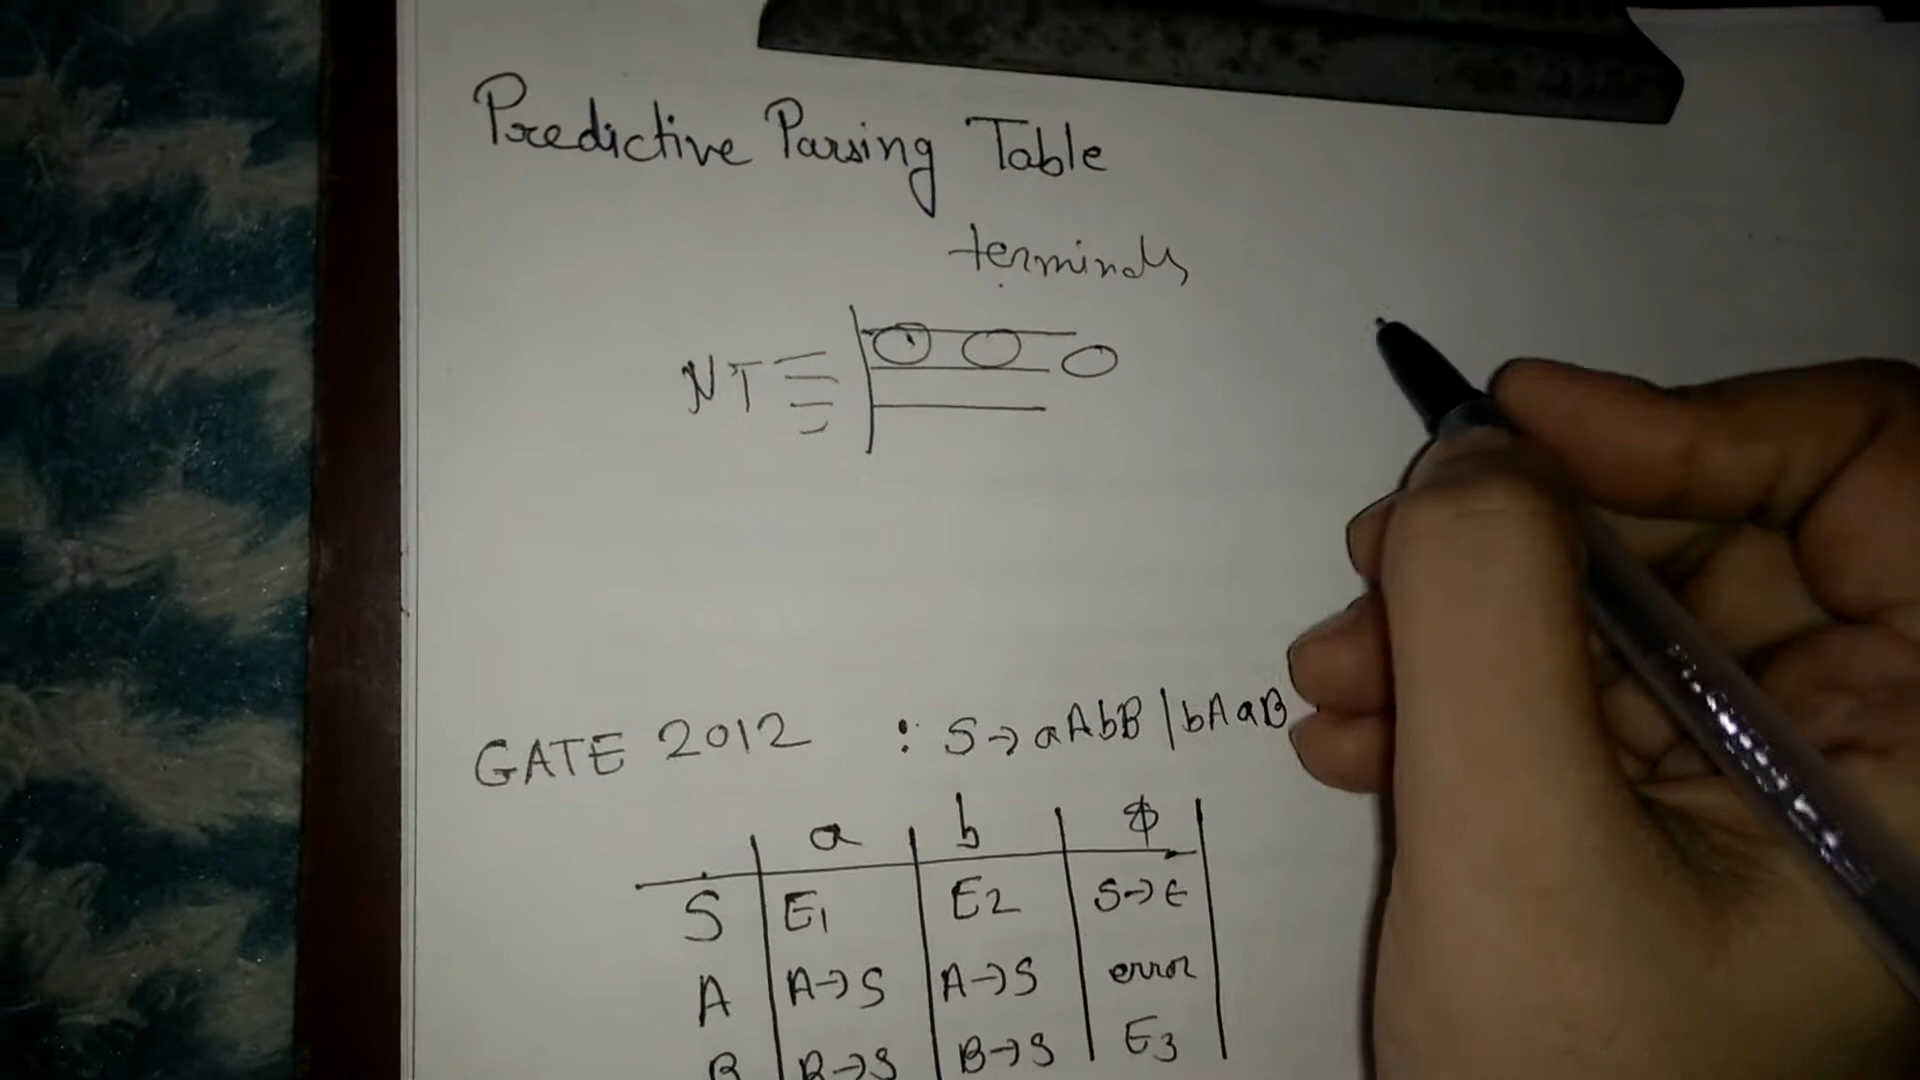 Predictive Parsing Table
terminals
NT
GATE 2012 : S→aAbB|bAaB
a b $
S E1 E2 S→ϵ
A A→S A→S error
B B→S B→S E3